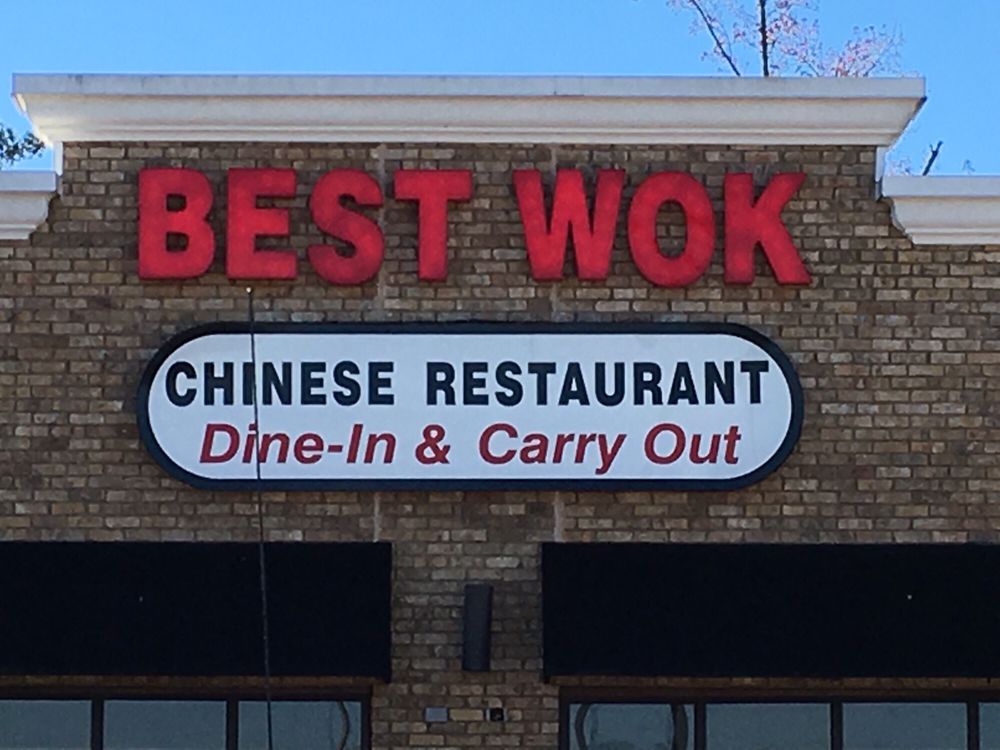 BEST WOK
CHINESE RESTAURANT
Dine-In & Carry Out